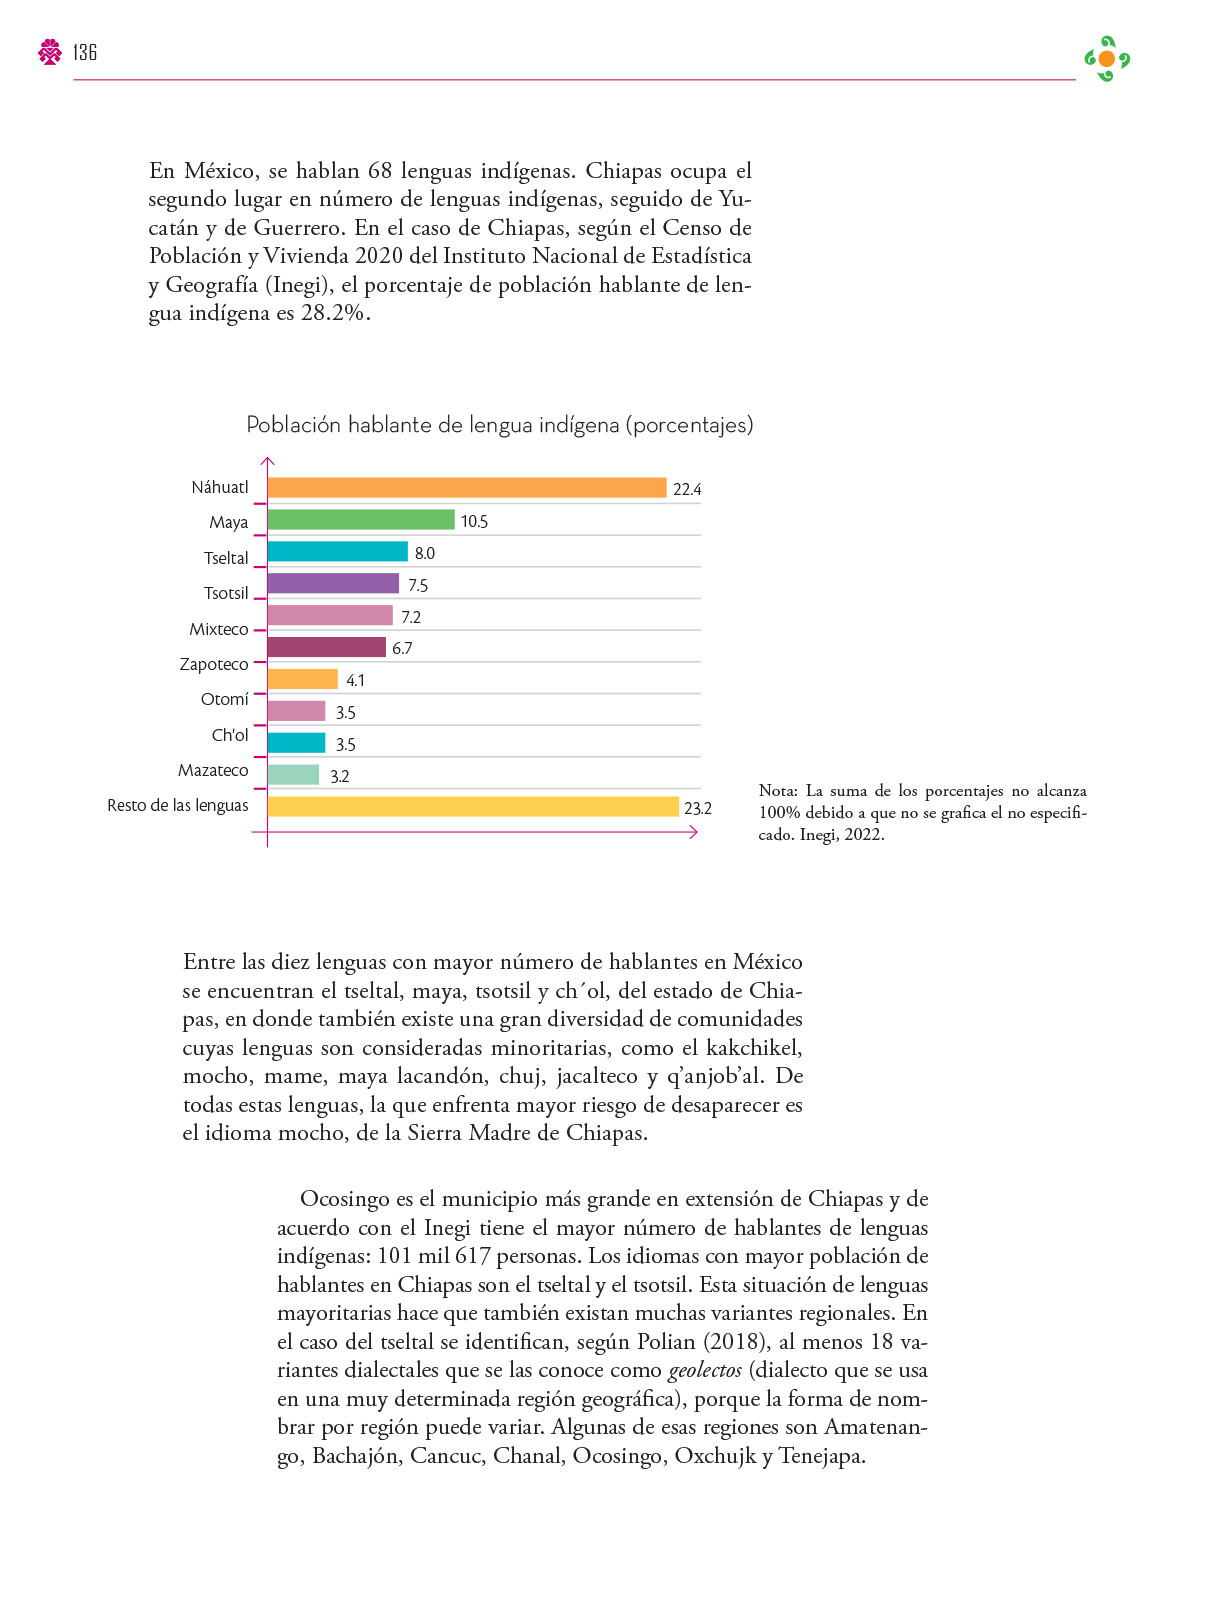 136
En México, se hablan 68 lenguas indígenas. Chiapas ocupa el
segundo lugar en número de lenguas indígenas, seguido de Yu-
catán y de Guerrero. En el caso de Chiapas, según el Censo de
Población y Vivienda 2020 del Instituto Nacional de Estadística
y Geografía (Inegi), el porcentaje de población hablante de len-
gua indígena es 28.2%.
Población hablante de lengua indígena (porcentajes)
Náhuatl 22.4
Maya 10.5
Tseltal 8.0
Tsotsil 7.5
Mixteco 7.2
Zapoteco 6.7
Otomí 4.1
Ch'ol 3.5
Mazateco 3.5
3.2
Resto de las lenguas 23.2
Nota: La suma de los porcentajes no alcanza
100% debido a que no se grafica el no especifi-
cado. Inegi, 2022.
Entre las diez lenguas con mayor número de hablantes en México
se encuentran el tseltal, maya, tsotsil y ch´ol, del estado de Chia-
pas, en donde también existe una gran diversidad de comunidades
cuyas lenguas son consideradas minoritarias, como el kakchikel,
mocho, mame, maya lacandón, chuj, jacalteco y q’anjob’al. De
todas estas lenguas, la que enfrenta mayor riesgo de desaparecer es
el idioma mocho, de la Sierra Madre de Chiapas.
Ocosingo es el municipio más grande en extensión de Chiapas y de
acuerdo con el Inegi tiene el mayor número de hablantes de lenguas
indígenas: 101 mil 617 personas. Los idiomas con mayor población de
hablantes en Chiapas son el tseltal y el tsotsil. Esta situación de lenguas
mayoritarias hace que también existan muchas variantes regionales. En
el caso del tseltal se identifican, según Polian (2018), al menos 18 va-
riantes dialectales que se las conoce como geolectos (dialecto que se usa
en una muy determinada región geográfica), porque la forma de nom-
brar por región puede variar. Algunas de esas regiones son Amatenan-
go, Bachajón, Cancuc, Chanal, Ocosingo, Oxchujk y Tenejapa.